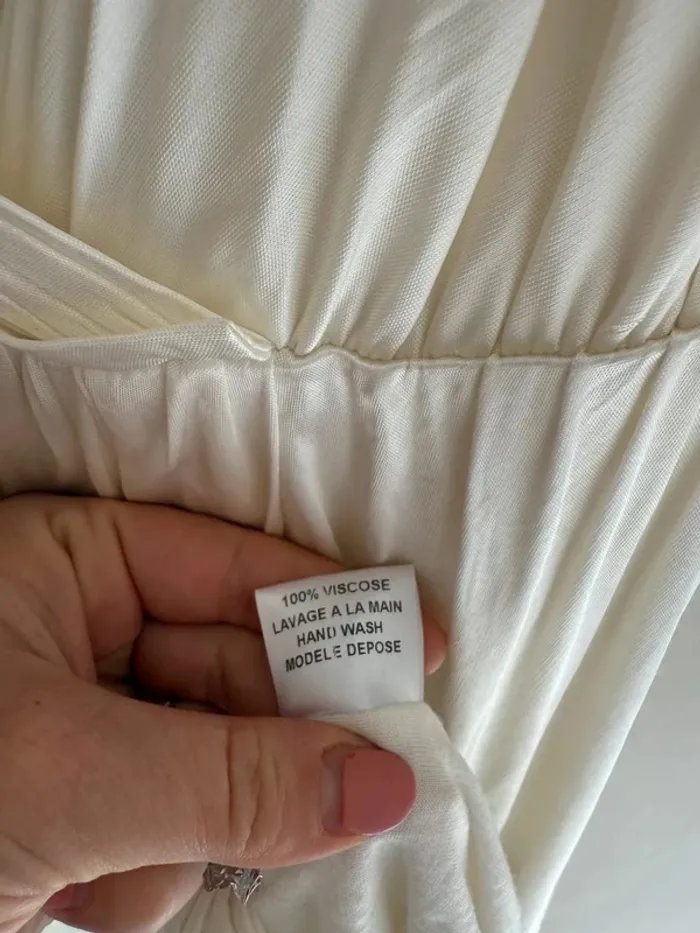 100% VISCOSE
LAVAGE A LA MAIN
HAND WASH
MODELE DEPOSE